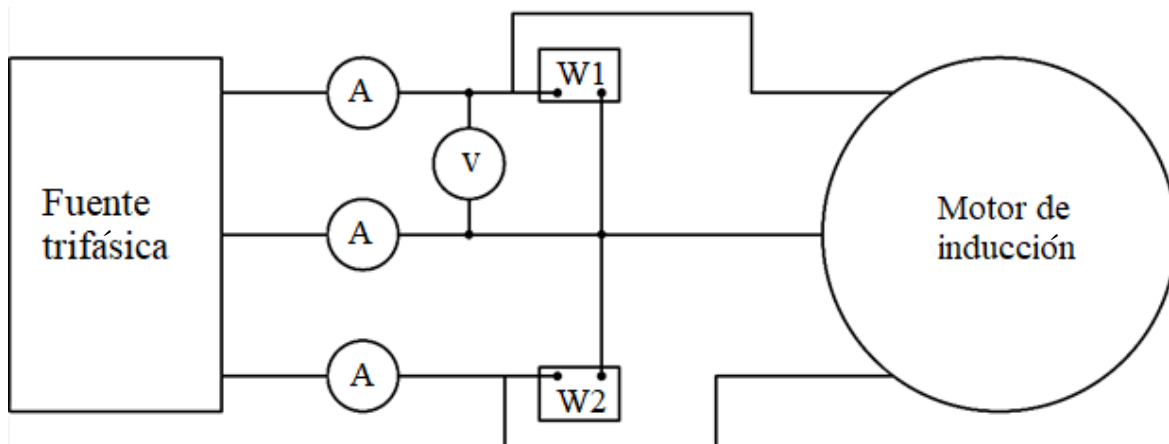 W1
A
V
Fuente
trifásica
A
Motor de
inducción
A
W2